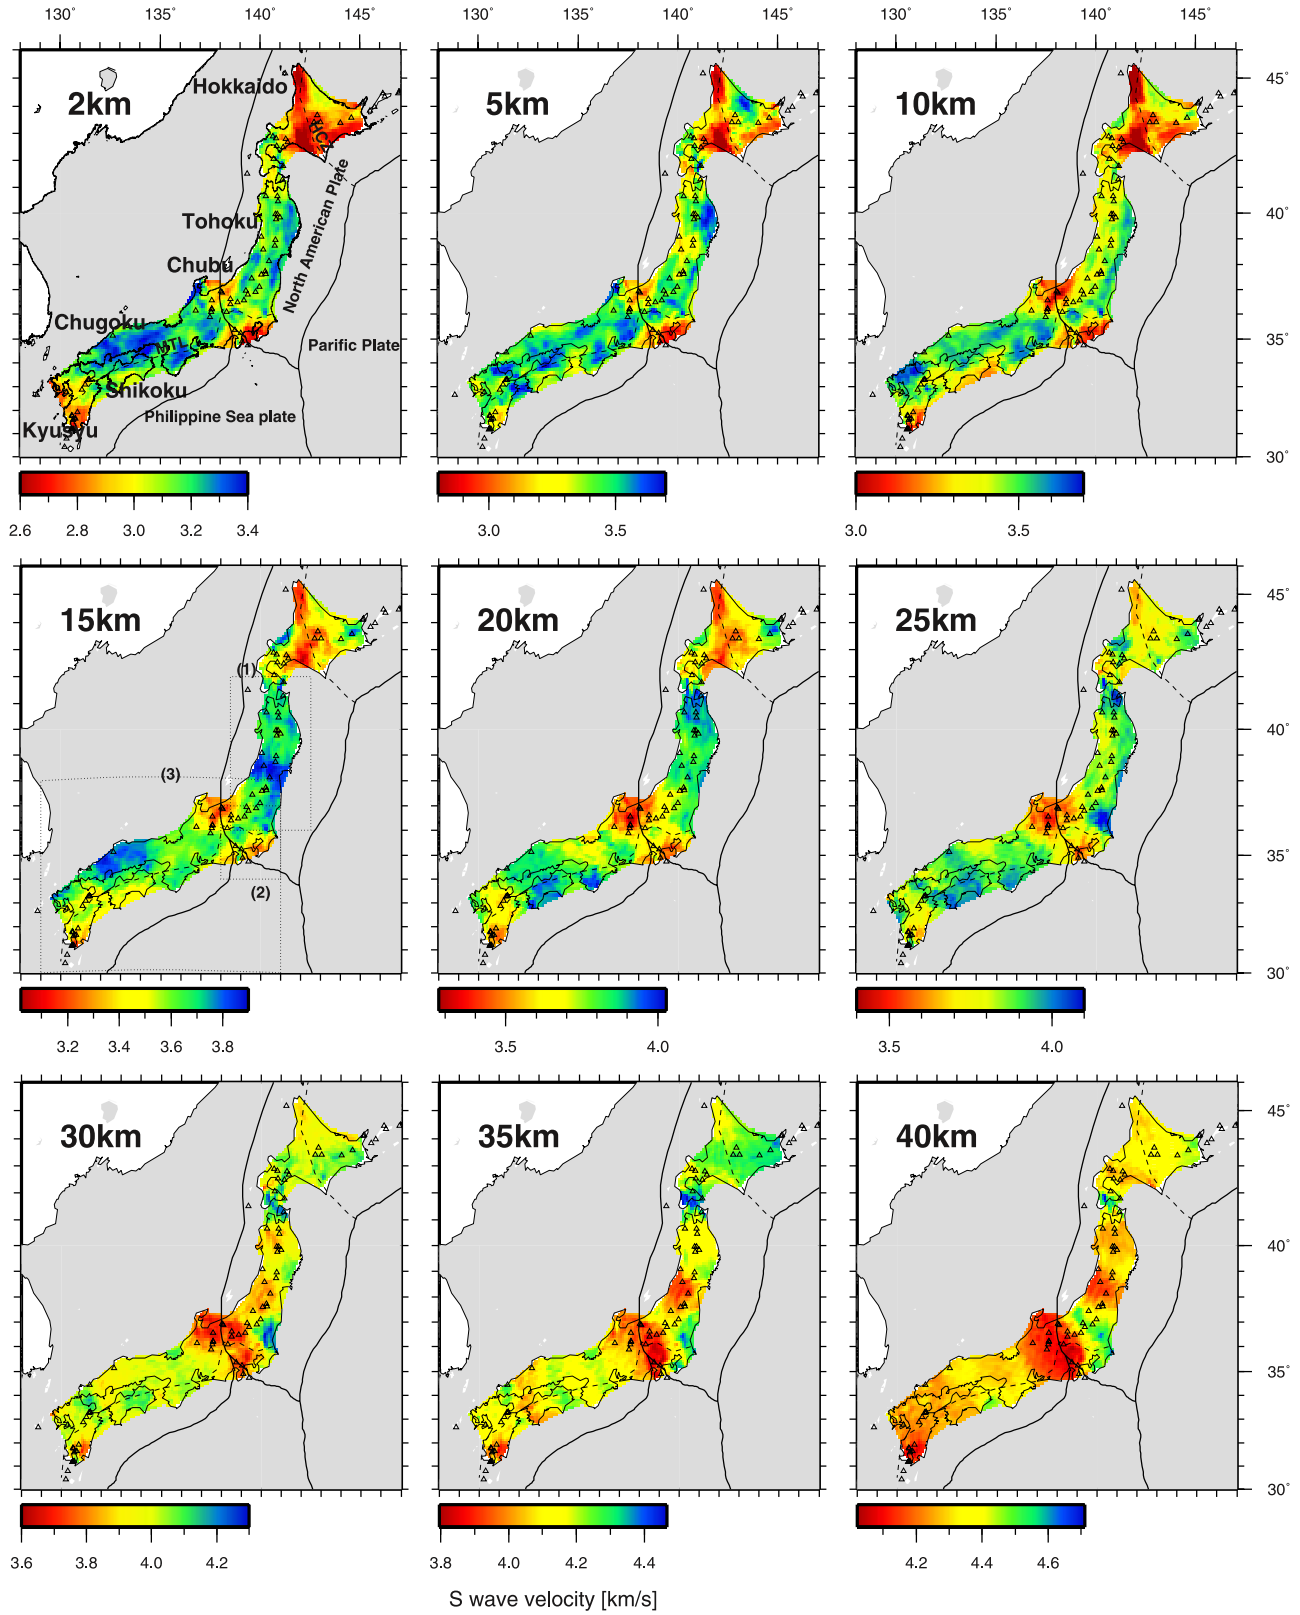 130° 135° 140° 145° 130° 135° 140° 145° 130° 135° 140° 145°
2km
Hokkaido
HCZ
Tohoku
North American Plate
Chubu
Chugoku
MTL
Parific Plate
Shikoku
Philippine Sea plate
Kyusyu
2.6 2.8 3.0 3.2 3.4
5km
3.0 3.5
10km
45°
40°
35°
30°
3.0 3.5
15km
(1)
(3)
(2)
3.2 3.4 3.6 3.8
20km
3.5 4.0
25km
45°
40°
35°
30°
3.5 4.0
30km
3.6 3.8 4.0 4.2
35km
3.8 4.0 4.2 4.4
40km
45°
40°
35°
30°
4.2 4.4 4.6
S wave velocity [km/s]